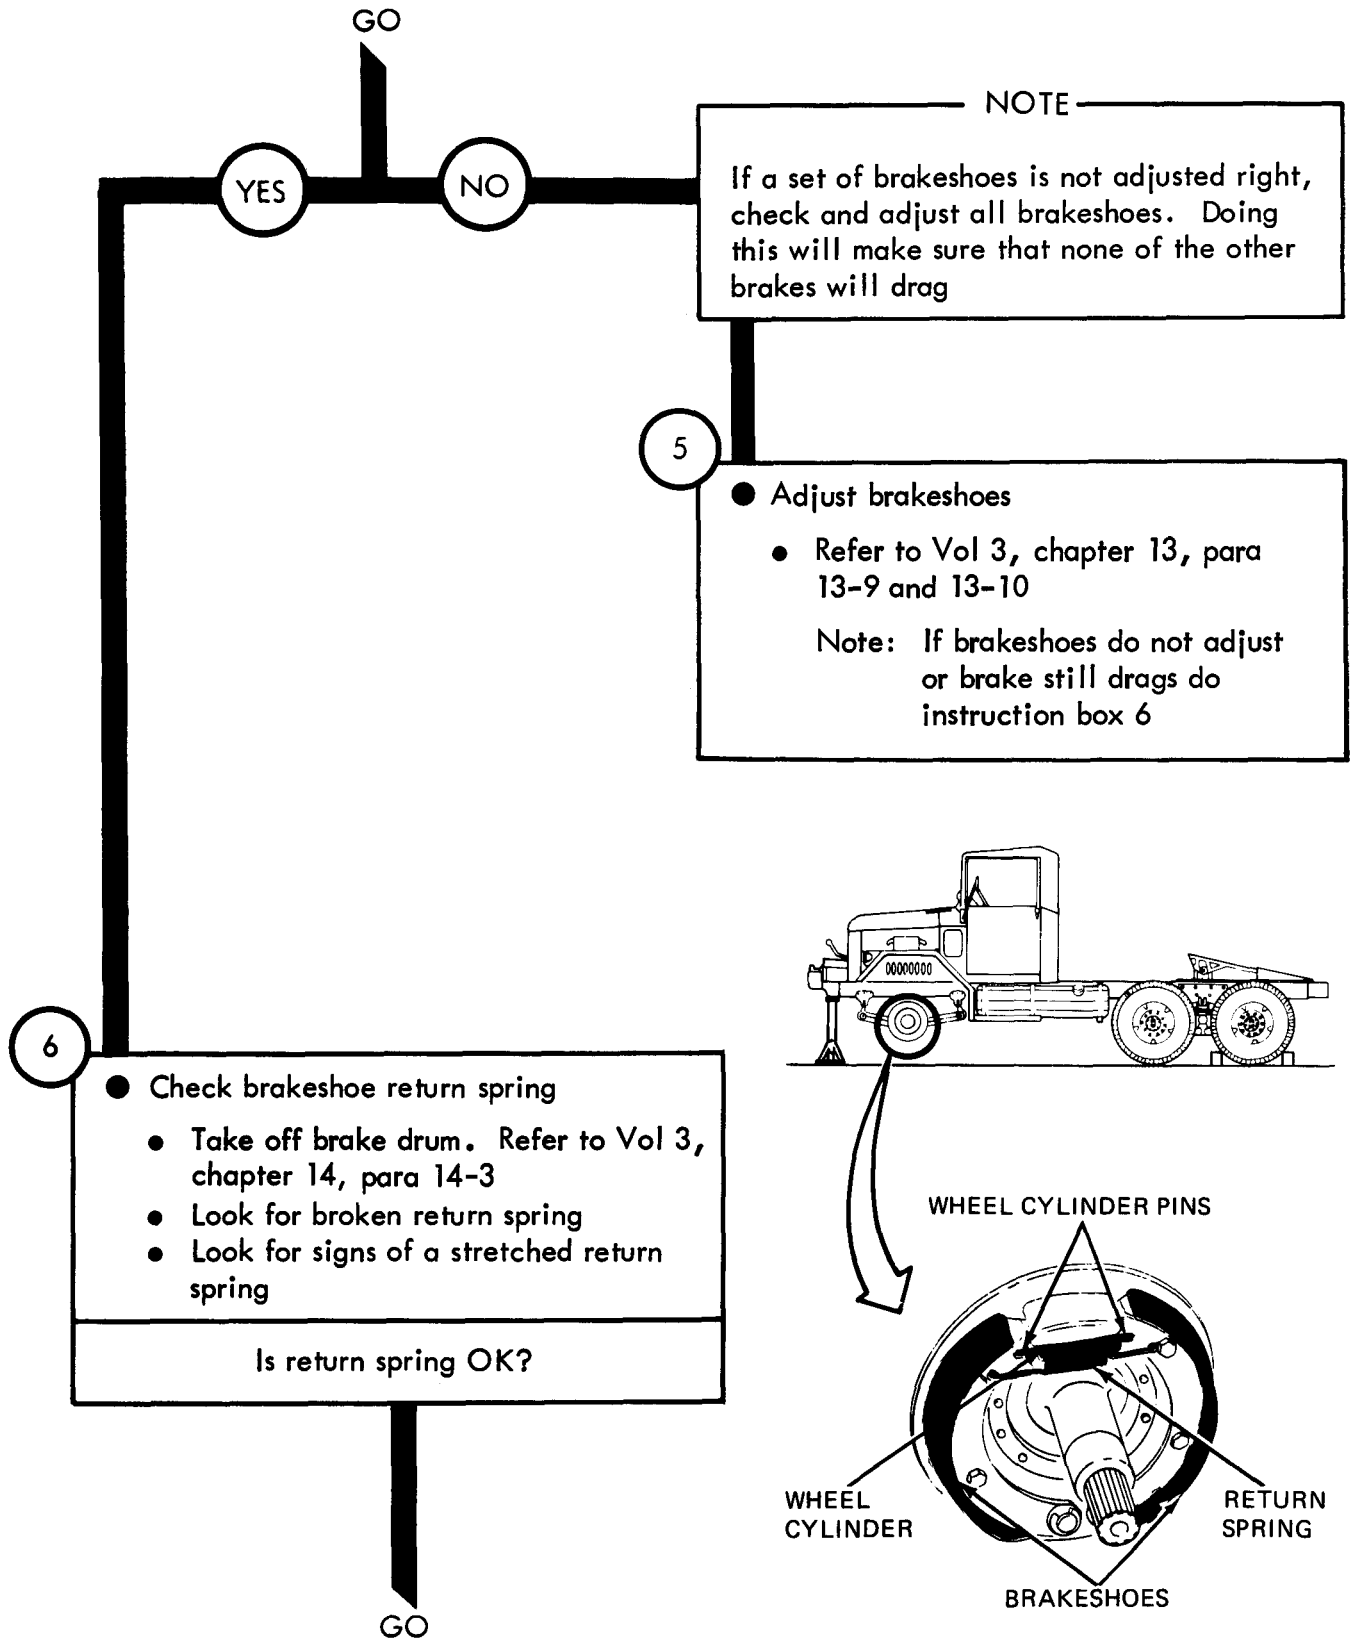 GO
YES
NO
NOTE
If a set of brakeshoes is not adjusted right,
check and adjust all brakeshoes. Doing
this will make sure that none of the other
brakes will drag
5
● Adjust brakeshoes
● Refer to Vol 3, chapter 13, para
13-9 and 13-10
Note: If brakeshoes do not adjust
or brake still drags do
instruction box 6
6
● Check brakeshoe return spring
● Take off brake drum. Refer to Vol 3,
chapter 14, para 14-3
● Look for broken return spring
● Look for signs of a stretched return
spring
Is return spring OK?
GO
WHEEL CYLINDER PINS
WHEEL
CYLINDER
RETURN
SPRING
BRAKESHOES